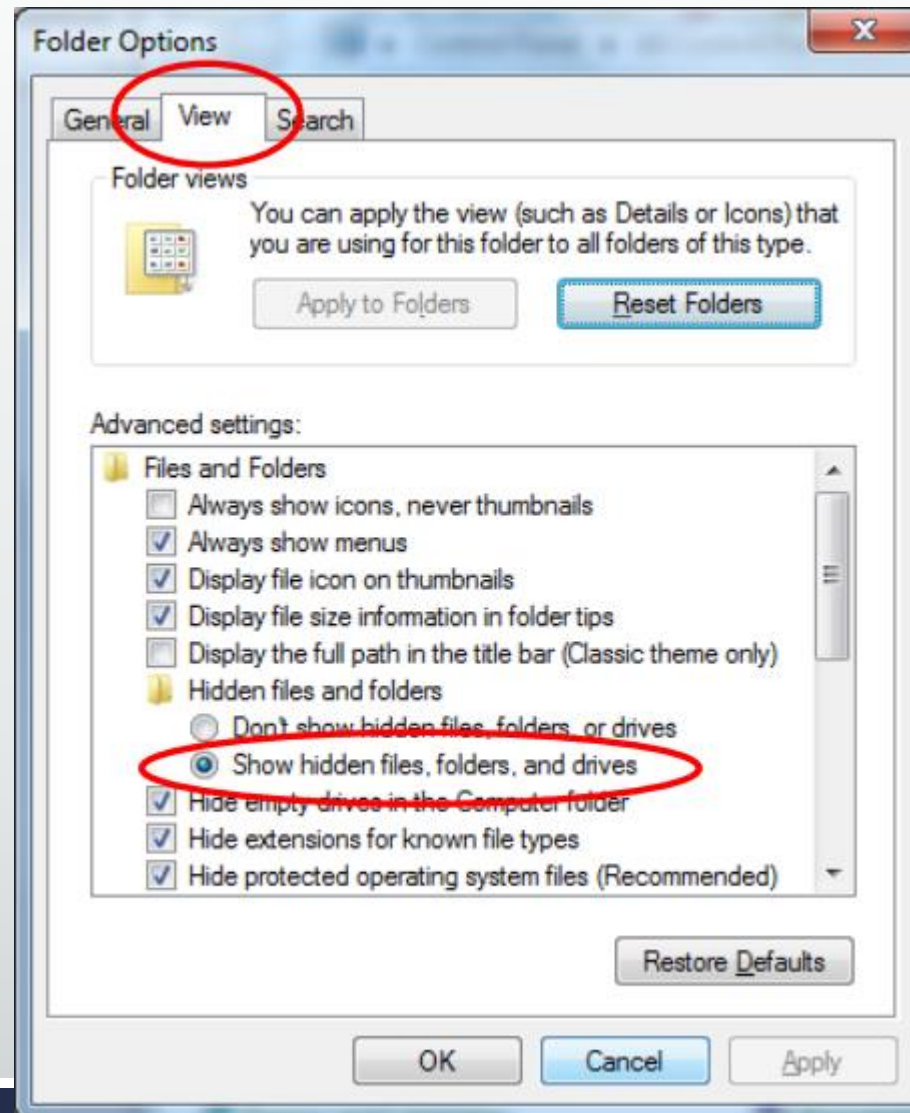 Folder Options
General View Search
Folder views
You can apply the view (such as Details or Icons) that
you are using for this folder to all folders of this type.
Apply to Folders Reset Folders
Advanced settings:
Files and Folders
Always show icons, never thumbnails
Always show menus
Display file icon on thumbnails
Display file size information in folder tips
Display the full path in the title bar (Classic theme only)
Hidden files and folders
Don't show hidden files, folders, or drives
Show hidden files, folders, and drives
Hide empty drives in the Computer folder
Hide extensions for known file types
Hide protected operating system files (Recommended)
Restore Defaults
OK Cancel Apply